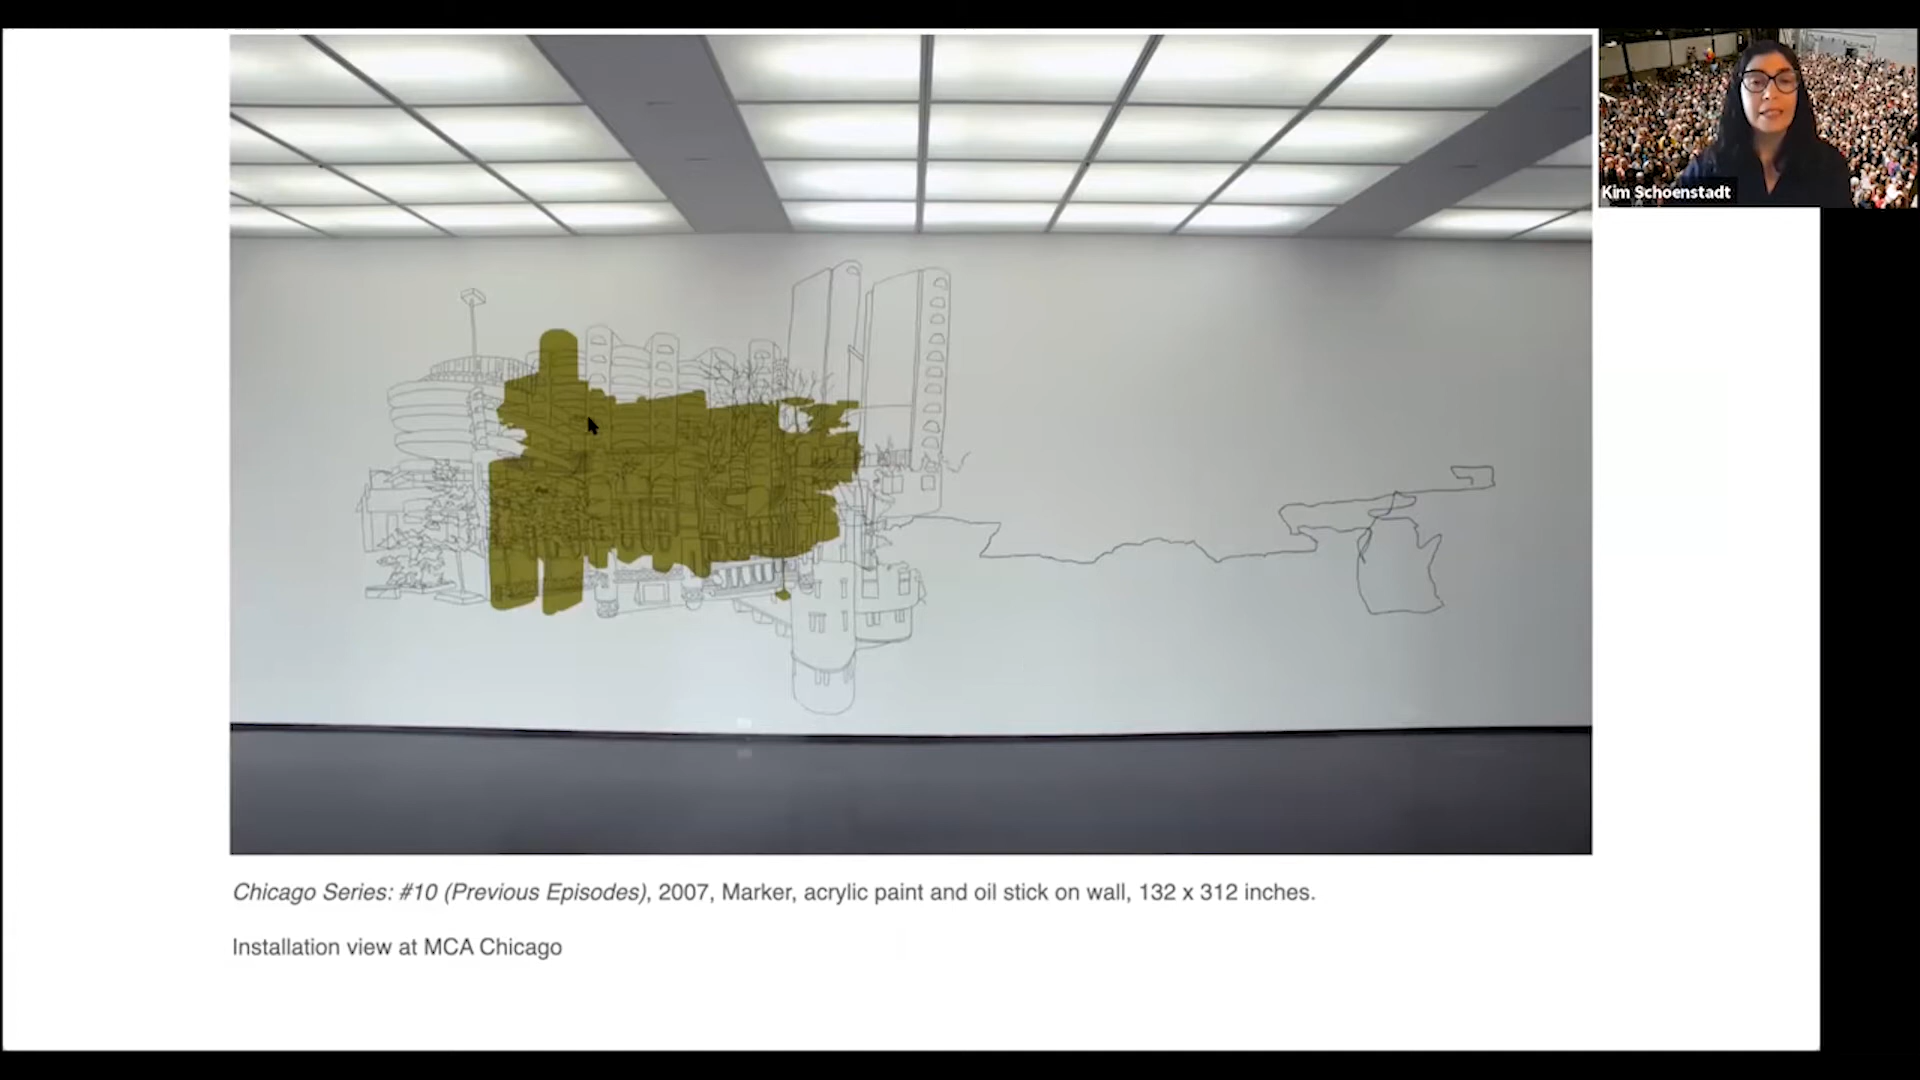 Kim Schoenstadt
Chicago Series: #10 (Previous Episodes), 2007, Marker, acrylic paint and oil stick on wall, 132 x 312 inches.
Installation view at MCA Chicago